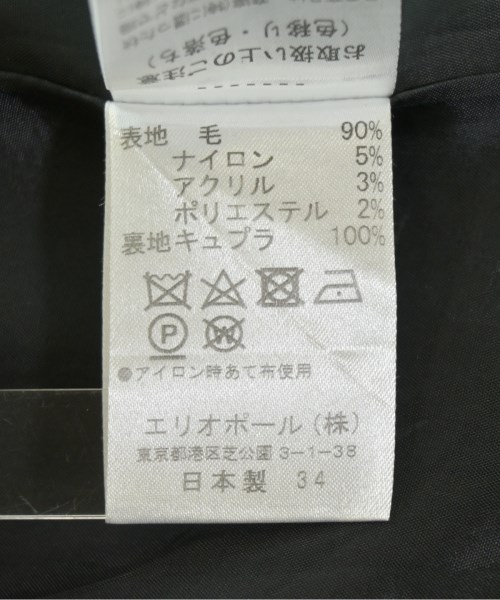 お取扱い上のご注意
(色移り・色落ち)
表地 毛 90%
ナイロン 5%
アクリル 3%
ポリエステル 2%
裏地キュプラ 100%
P W
●アイロン時あて布使用
エリオポール(株)
東京都港区芝公園 3-1-38
日本製 34